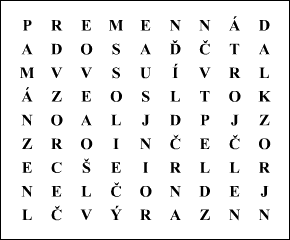 P R E M E N N Á D
A D O S A Ď Č T A
M V V S U Í V R L
Á Z E O S L T O K
N O A L J D P J Z
Z R O I N Č E Č O
E C Š E I R L L R
N E L Č O N D E J
L Č V Ý R A Z N N